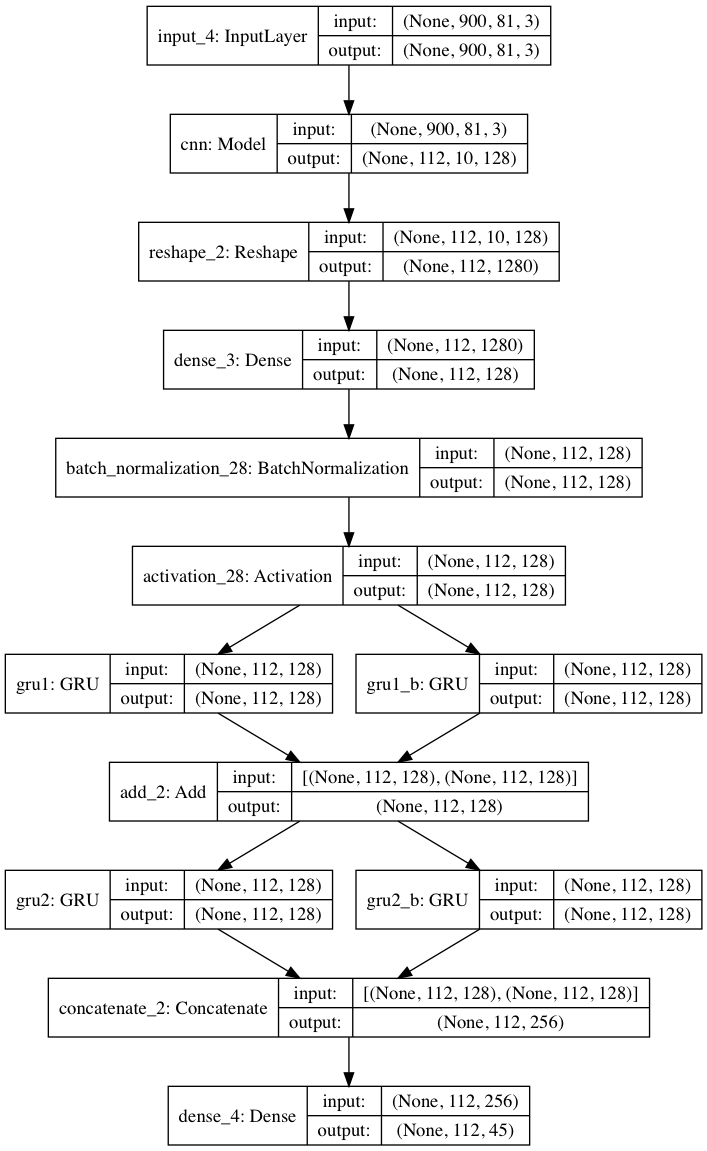 input_4: InputLayer
input: (None, 900, 81, 3)
output: (None, 900, 81, 3)
cnn: Model
input: (None, 900, 81, 3)
output: (None, 112, 10, 128)
reshape_2: Reshape
input: (None, 112, 10, 128)
output: (None, 112, 1280)
dense_3: Dense
input: (None, 112, 1280)
output: (None, 112, 128)
batch_normalization_28: BatchNormalization
input: (None, 112, 128)
output: (None, 112, 128)
activation_28: Activation
input: (None, 112, 128)
output: (None, 112, 128)
gru1: GRU
input: (None, 112, 128)
output: (None, 112, 128)
gru1_b: GRU
input: (None, 112, 128)
output: (None, 112, 128)
add_2: Add
input: [(None, 112, 128), (None, 112, 128)]
output: (None, 112, 128)
gru2: GRU
input: (None, 112, 128)
output: (None, 112, 128)
gru2_b: GRU
input: (None, 112, 128)
output: (None, 112, 128)
concatenate_2: Concatenate
input: [(None, 112, 128), (None, 112, 128)]
output: (None, 112, 256)
dense_4: Dense
input: (None, 112, 256)
output: (None, 112, 45)